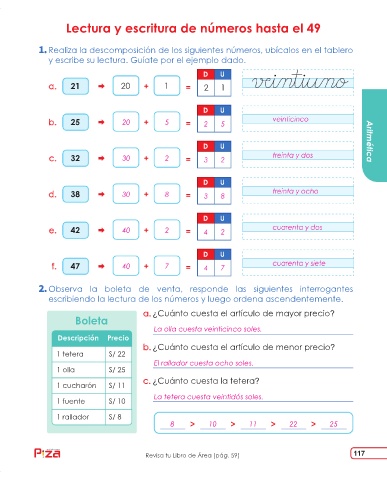 Lectura y escritura de números hasta el 49
1. Realiza la descomposición de los siguientes números, ubícalos en el tablero
y escribe su lectura. Guíate por el ejemplo dado.
D U
a. 21 ➡ 20 + 1 = 2 1 veintiuno
D U
b. 25 ➡ 20 + 5 = 2 5 veinticinco
D U
c. 32 ➡ 30 + 2 = 3 2 treinta y dos
D U
d. 38 ➡ 30 + 8 = 3 8 treinta y ocho
D U
e. 42 ➡ 40 + 2 = 4 2 cuarenta y dos
D U
f. 47 ➡ 40 + 7 = 4 7 cuarenta y siete
Aritmética
2. Observa la boleta de venta, responde las siguientes interrogantes
escribiendo la lectura de los números y luego ordena ascendentemente.
Boleta
Descripción Precio
1 tetera S/ 22
1 olla S/ 25
1 cucharón S/ 11
1 fuente S/ 10
1 rallador S/ 8
a. ¿Cuánto cuesta el artículo de mayor precio?
La olla cuesta veinticinco soles.
b. ¿Cuánto cuesta el artículo de menor precio?
El rallador cuesta ocho soles.
c. ¿Cuánto cuesta la tetera?
La tetera cuesta veintidós soles.
8 > 10 > 11 > 22 > 25
Pizza
Revisa tu Libro de Área (pág. 59)
117